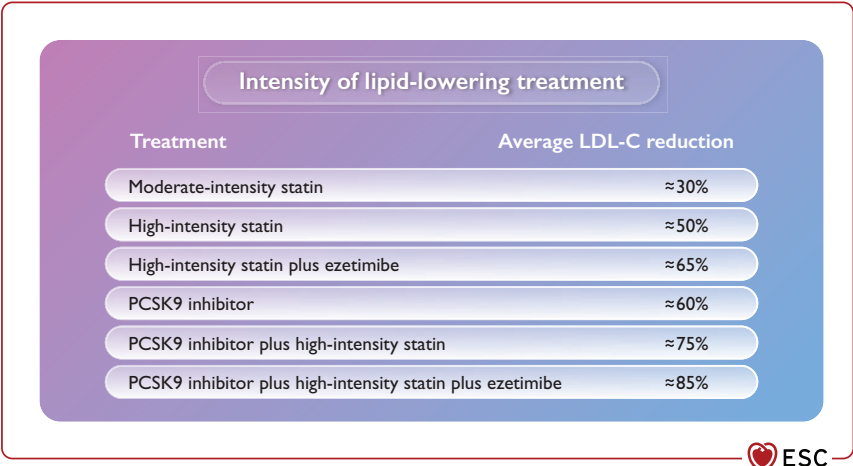 Intensity of lipid-lowering treatment
Treatment Average LDL-C reduction
Moderate-intensity statin ≈30%
High-intensity statin ≈50%
High-intensity statin plus ezetimibe ≈65%
PCSK9 inhibitor ≈60%
PCSK9 inhibitor plus high-intensity statin ≈75%
PCSK9 inhibitor plus high-intensity statin plus ezetimibe ≈85%
ESC